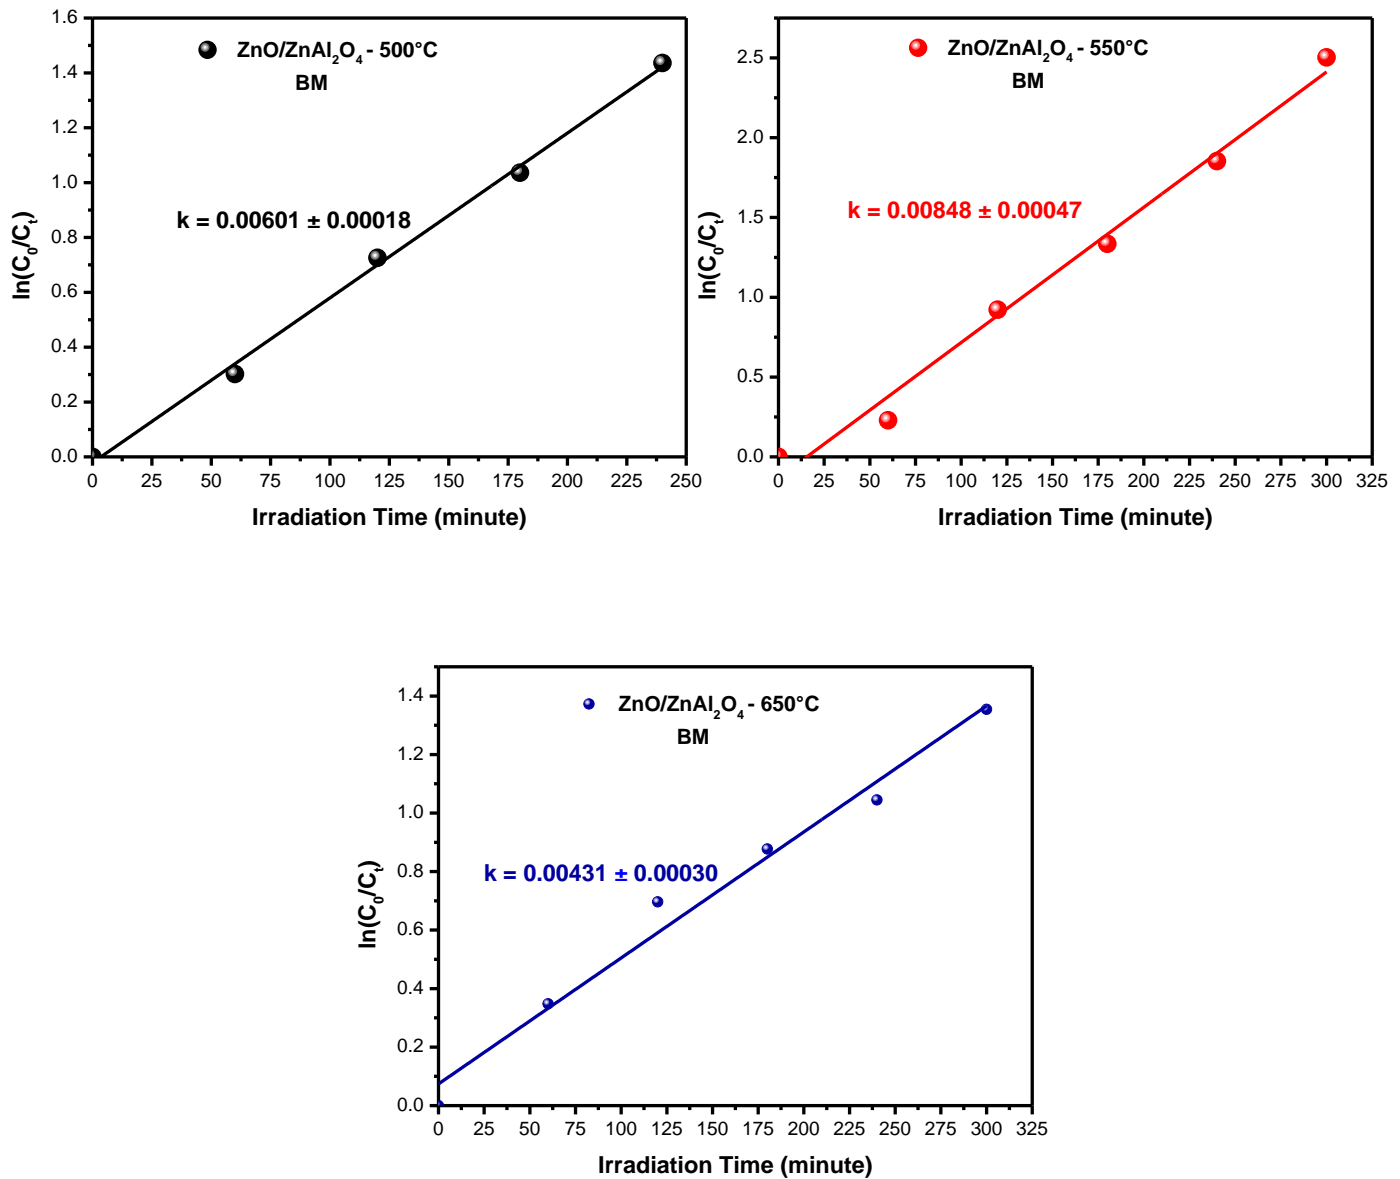 ZnO/ZnAl₂O₄ - 500°C
BM
k = 0.00601 ± 0.00018
ln(C₀/Cₜ)
1.6
1.4
1.2
1.0
0.8
0.6
0.4
0.2
0.0
0 25 50 75 100 125 150 175 200 225 250
Irradiation Time (minute)
ZnO/ZnAl₂O₄ - 550°C
BM
k = 0.00848 ± 0.00047
ln(C₀/Cₜ)
2.5
2.0
1.5
1.0
0.5
0.0
0 25 50 75 100 125 150 175 200 225 250 275 300 325
Irradiation Time (minute)
ZnO/ZnAl₂O₄ - 650°C
BM
k = 0.00431 ± 0.00030
ln(C₀/Cₜ)
1.4
1.2
1.0
0.8
0.6
0.4
0.2
0.0
0 25 50 75 100 125 150 175 200 225 250 275 300 325
Irradiation Time (minute)